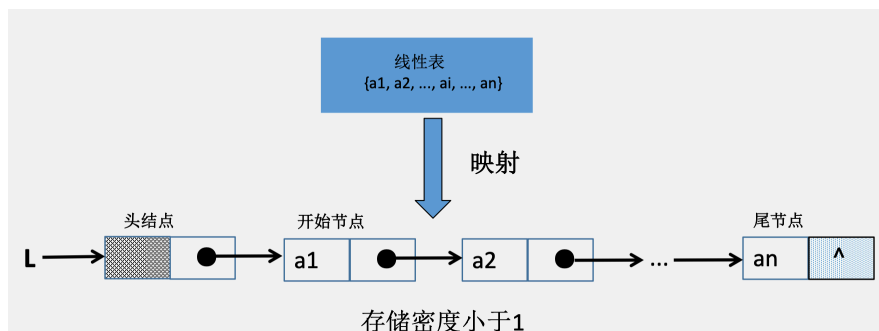 线性表
{a1, a2, ..., ai, ..., an}
映射
头结点
开始节点
尾节点
L
a1
a2
...
an
^
存储密度小于1